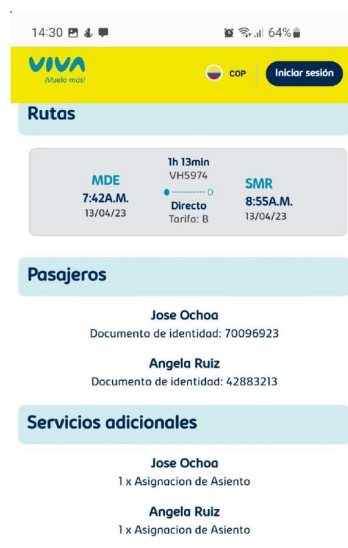 14:30 64%
VIVA
¡Vuela más!
COP Iniciar sesión
Rutas
1h 13min
MDE VH5974 SMR
7:42A.M. Directo 8:55A.M.
13/04/23 Tarifa: B 13/04/23
Pasajeros
Jose Ochoa
Documento de identidad: 70096923
Angela Ruiz
Documento de identidad: 42883213
Servicios adicionales
Jose Ochoa
1 x Asignacion de Asiento
Angela Ruiz
1 x Asignacion de Asiento